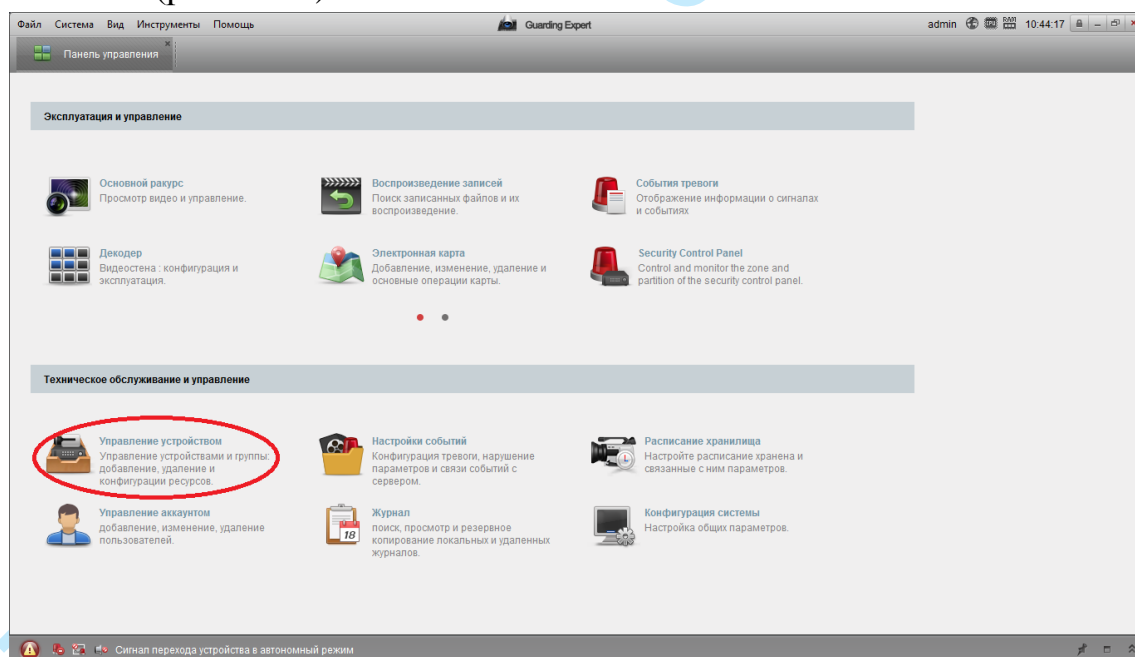 Файл Система Вид Инструменты Помощь Guarding Expert admin 10:44:17
Панель управления
Эксплуатация и управление
Основной ракурс
Просмотр видео и управление.
Воспроизведение записей
Поиск записанных файлов и их
воспроизведение.
События тревоги
Отображение информации о сигналах
и событиях
Декодер
Видеостена : конфигурация и
эксплуатация.
Электронная карта
Добавление, изменение, удаление и
основные операции карты.
Security Control Panel
Control and monitor the zone and
partition of the security control panel.
Техническое обслуживание и управление
Управление устройством
Управление устройствами и группы:
добавление, удаление и
конфигурации ресурсов.
Настройки событий
Конфигурация тревоги, нарушение
параметров и связи событий с
сервером.
Расписание хранилища
Настройте расписание хранена и
связанные с ним параметров.
Управление аккаунтом
добавление, изменение, удаление
пользователей.
18
Журнал
поиск, просмотр и резервное
копирование локальных и удаленных
журналов.
Конфигурация системы
Настройка общих параметров.
Сигнал перехода устройства в автономный режим